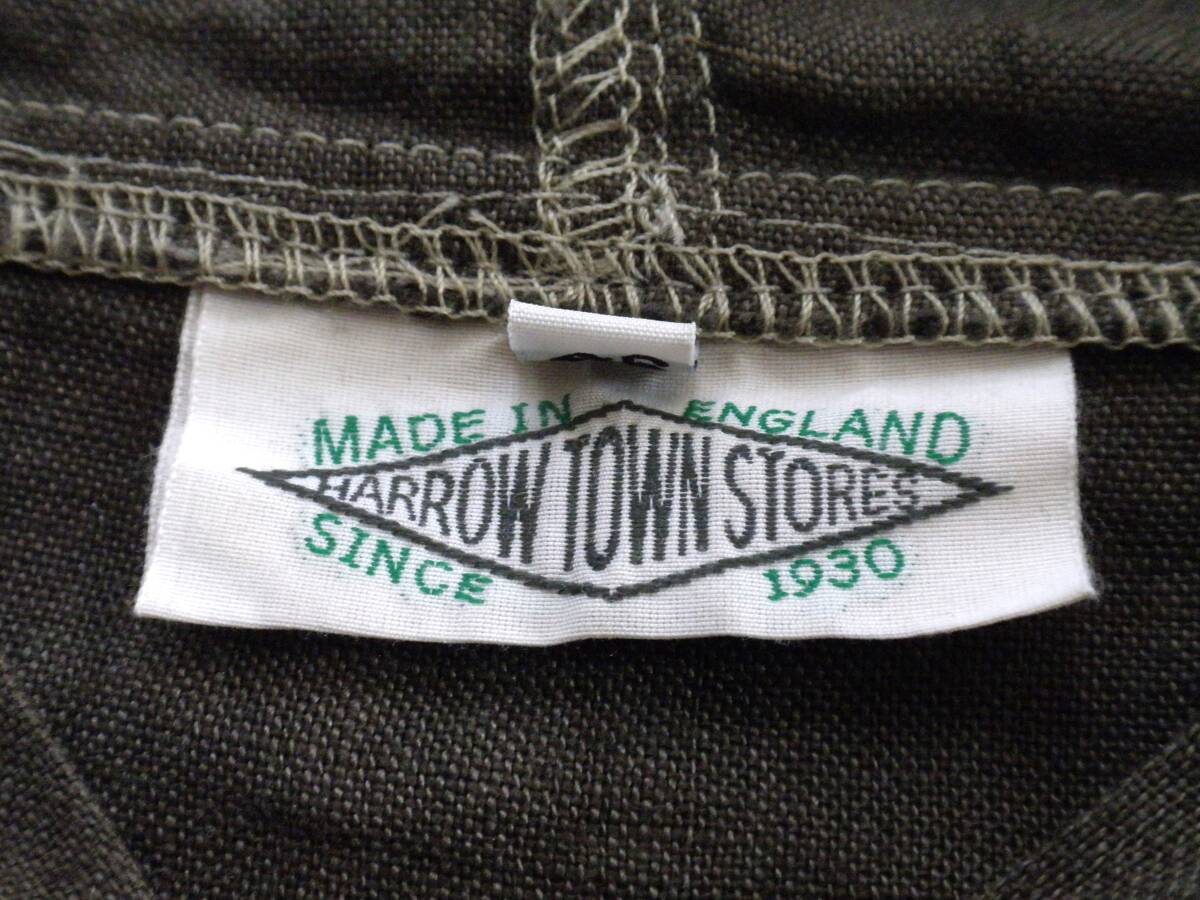 MADE IN ENGLAND
HARROW TOWN STORES
SINCE 1930